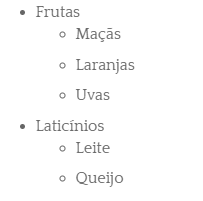 Frutas
Maçãs
Laranjas
Uvas
Laticínios
Leite
Queijo